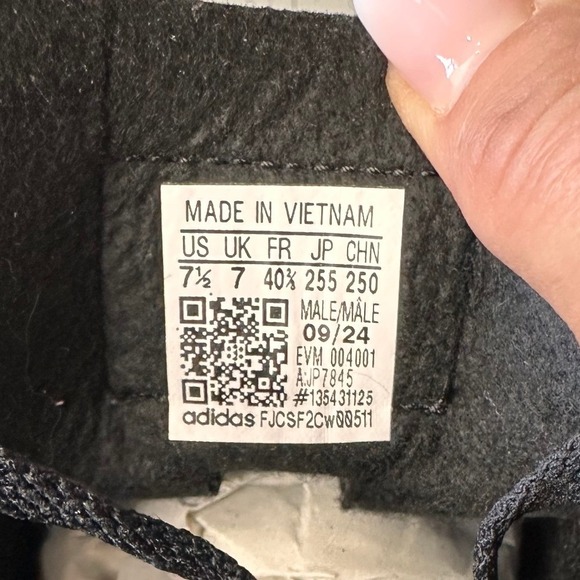 MADE IN VIETNAM
US UK FR JP CHN
7½ 7 40⅔ 255 250
MALE/MÂLE
09/24
EVM 004001
A:JP7845
#135431125
adidas FJCSF2Cw00511